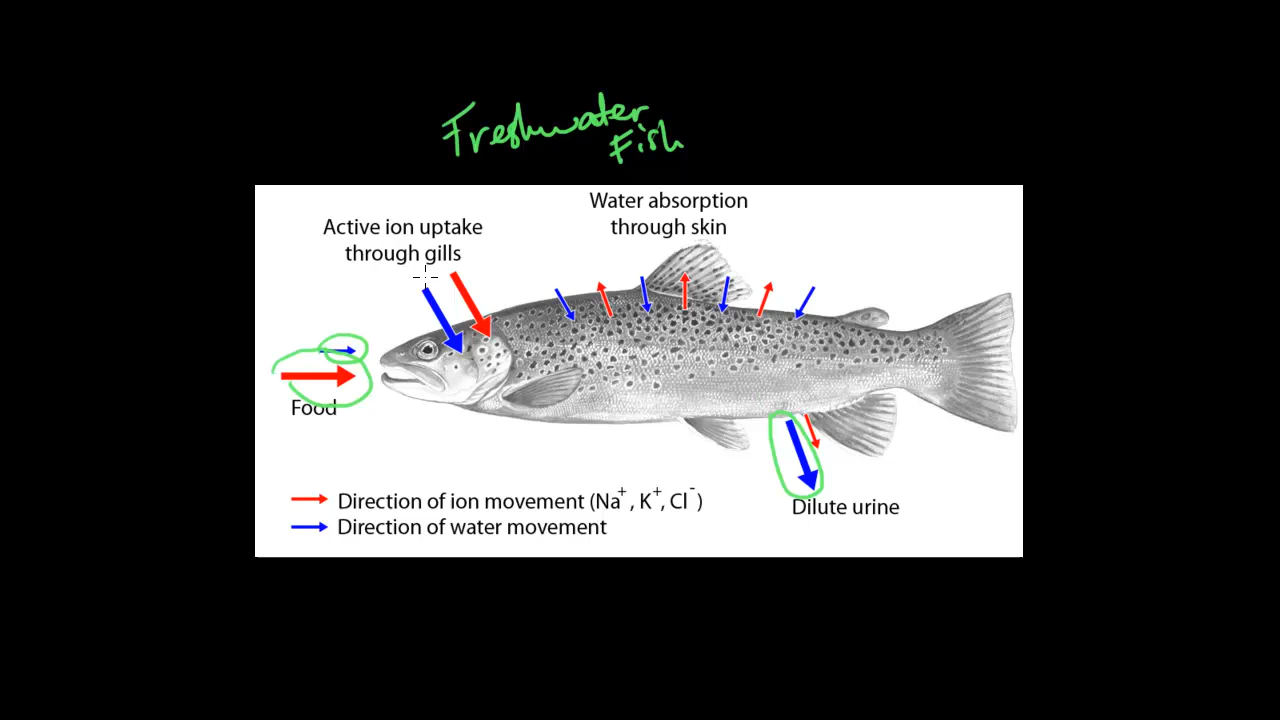 Freshwater
Fish
Water absorption
through skin
Active ion uptake
through gills
Food
Dilute urine
Direction of ion movement (Na⁺, K⁺, Cl⁻)
Direction of water movement